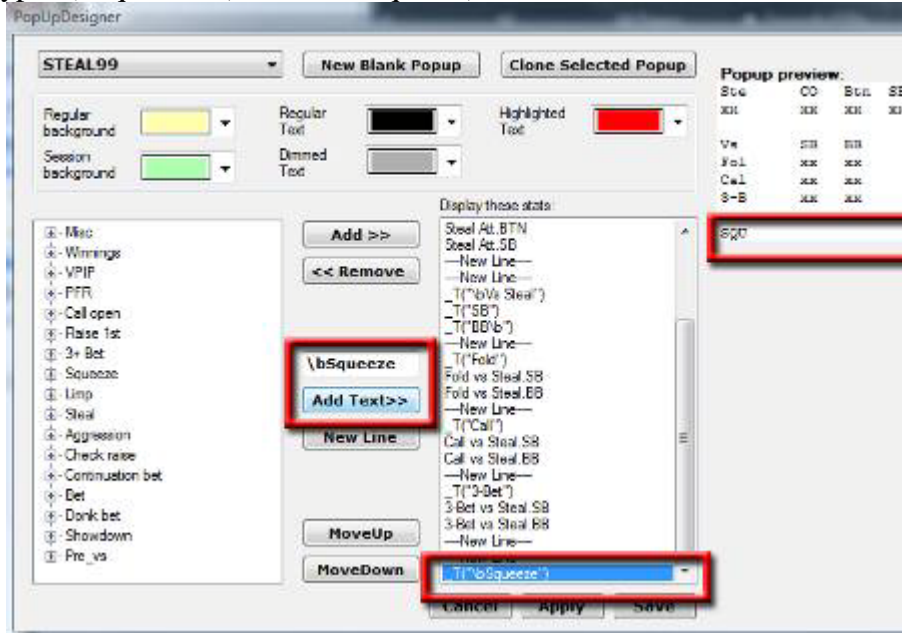 PopUpDesigner
STEAL99
New Blank Popup
Clone Selected Popup
Regular background
Regular Text
Highlighted Text
Session background
Dimmed Text
Popup preview:
Ste CO Btn SB
xx xx xx xx
Vs SB BB
Fol xx xx
Cal xx xx
S-B xx xx
SQU
Misc
Winnings
VPIP
PFR
Call open
Raise 1st
3+ Bet
Squeeze
Limp
Steal
Aggression
Check raise
Continuation bet
Bet
Donk bet
Showdown
Pre_vs
Add >>
<< Remove
\bSqueeze
Add Text>>
New Line
MoveUp
MoveDown
Display these stats:
Steal Att.BTN
Steal Att.SB
---New Line---
---New Line---
_T("\bVs Steal")
_T("SB")
_T("BB\b")
---New Line---
_T("Fold")
Fold vs Steal.SB
Fold vs Steal.BB
---New Line---
_T("Call")
Call vs Steal.SB
Call vs Steal.BB
---New Line---
_T("3-Bet")
3-Bet vs Steal.SB
3-Bet vs Steal.BB
---New Line---
---New Line---
_T("\bSqueeze")
Cancel
Apply
Save